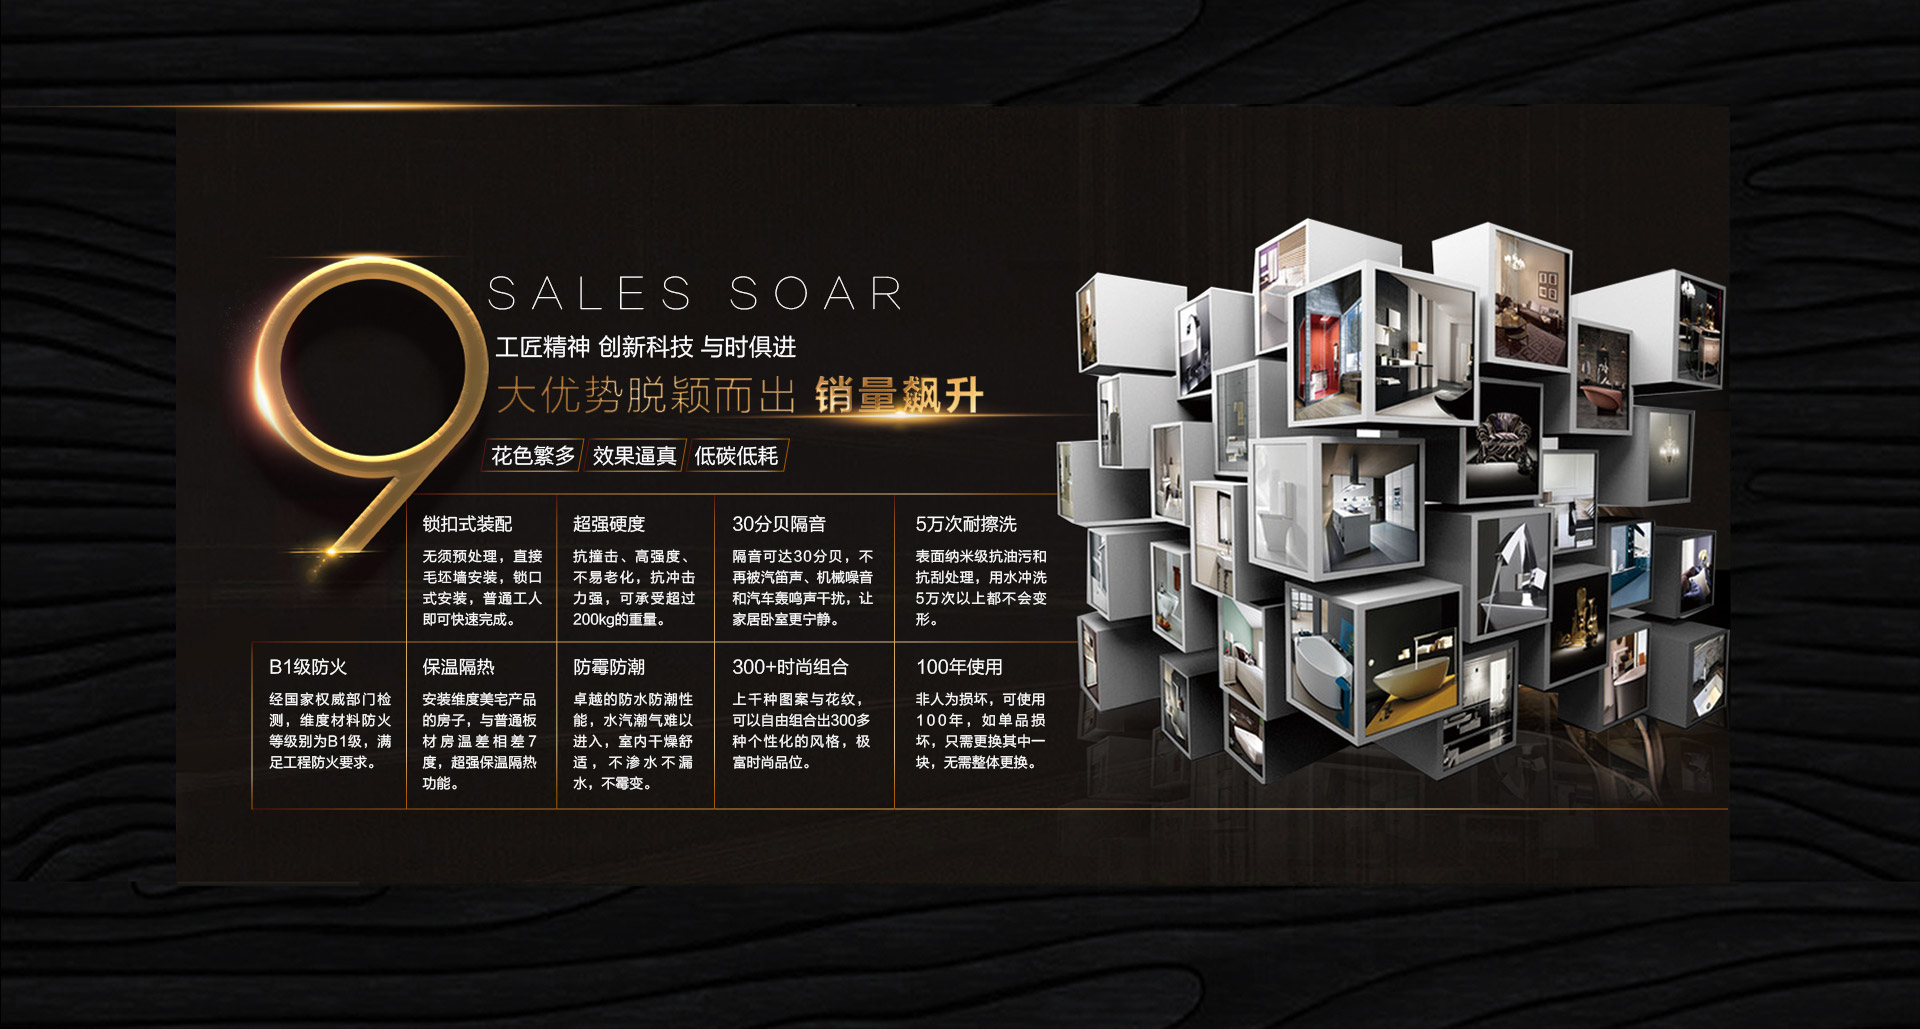 9
SALES SOAR
工匠精神 创新科技 与时俱进
大优势脱颖而出 销量飙升
花色繁多 效果逼真 低碳低耗
锁扣式装配
无须预处理，直接
毛坯墙安装，锁口
式安装，普通工人
即可快速完成。
超强硬度
抗撞击、高强度、
不易老化，抗冲击
力强，可承受超过
200kg的重量。
30分贝隔音
隔音可达30分贝，不
再被汽笛声、机械噪音
和汽车轰鸣声干扰，让
家居卧室更宁静。
5万次耐擦洗
表面纳米级抗油污和
抗刮处理，用水冲洗
5万次以上都不会变
形。
B1级防火
经国家权威部门检
测，维度材料防火
等级别为B1级，满
足工程防火要求。
保温隔热
安装维度美宅产品
的房子，与普通板
材房温差相差7
度，超强保温隔热
功能。
防霉防潮
卓越的防水防潮性
能，水汽潮气难以
进入，室内干燥舒
适，不渗水不漏
水，不霉变。
300+时尚组合
上千种图案与花纹，
可以自由组合出300多
种个性化的风格，极
富时尚品位。
100年使用
非人为损坏，可使用
100年，如单品损
坏，只需更换其中一
块，无需整体更换。